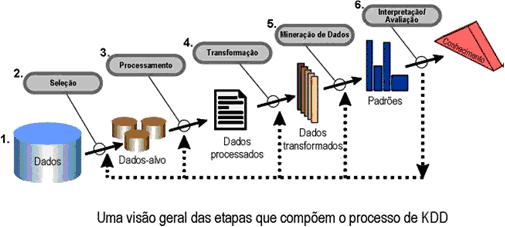 1.
Dados
2.
Seleção
Dados-alvo
3.
Processamento
Dados
processados
4.
Transformação
Dados
transformados
5.
Mineração de Dados
Padrões
6.
Interpretação/
Avaliação
Conhecimento
Uma visão geral das etapas que compõem o processo de KDD